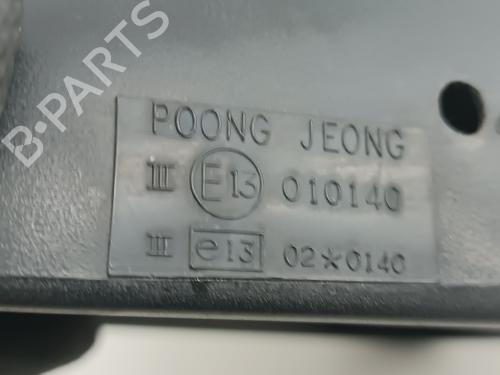 B-PARTS
POONG JEONG
III E13 010140
III e13 02*0140